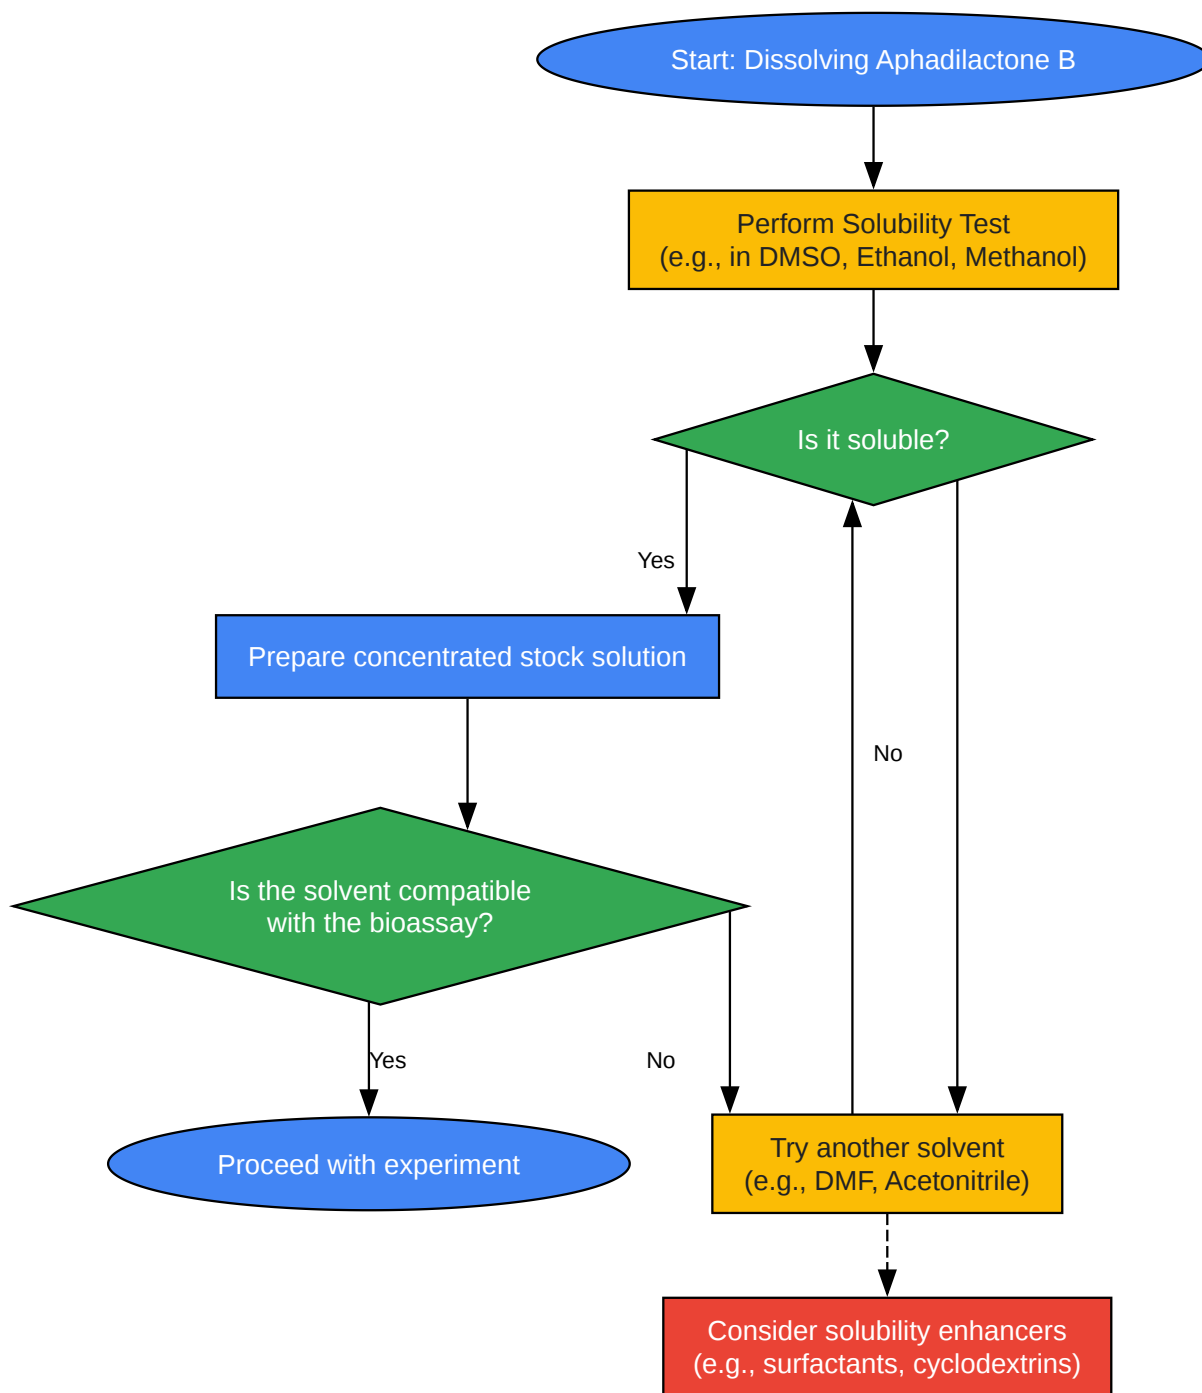 Start: Dissolving Aphadilactone B
Perform Solubility Test
(e.g., in DMSO, Ethanol, Methanol)
Is it soluble?
Yes
Prepare concentrated stock solution
No
Is the solvent compatible
with the bioassay?
Yes
No
Proceed with experiment
Try another solvent
(e.g., DMF, Acetonitrile)
Consider solubility enhancers
(e.g., surfactants, cyclodextrins)